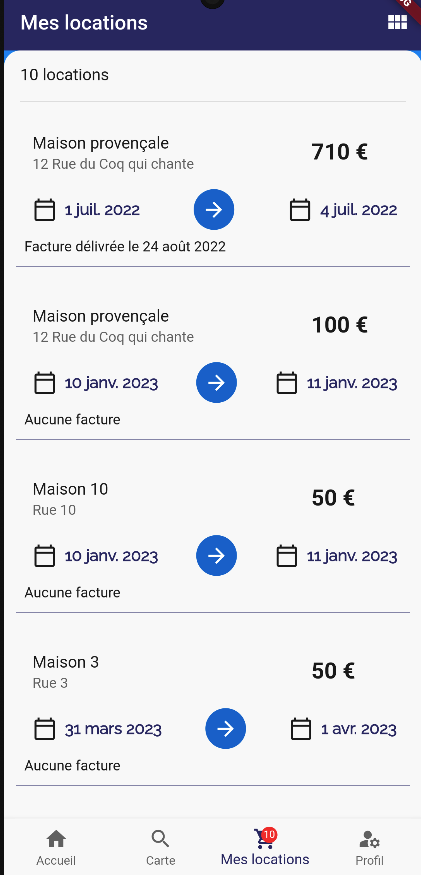 Mes locations
10 locations
Maison provençale
710 €
12 Rue du Coq qui chante
1 juil. 2022
4 juil. 2022
Facture délivrée le 24 août 2022
Maison provençale
100 €
12 Rue du Coq qui chante
10 janv. 2023
11 janv. 2023
Aucune facture
Maison 10
50 €
Rue 10
10 janv. 2023
11 janv. 2023
Aucune facture
Maison 3
50 €
Rue 3
31 mars 2023
1 avr. 2023
Aucune facture
10
Accueil
Carte
Mes locations
Profil